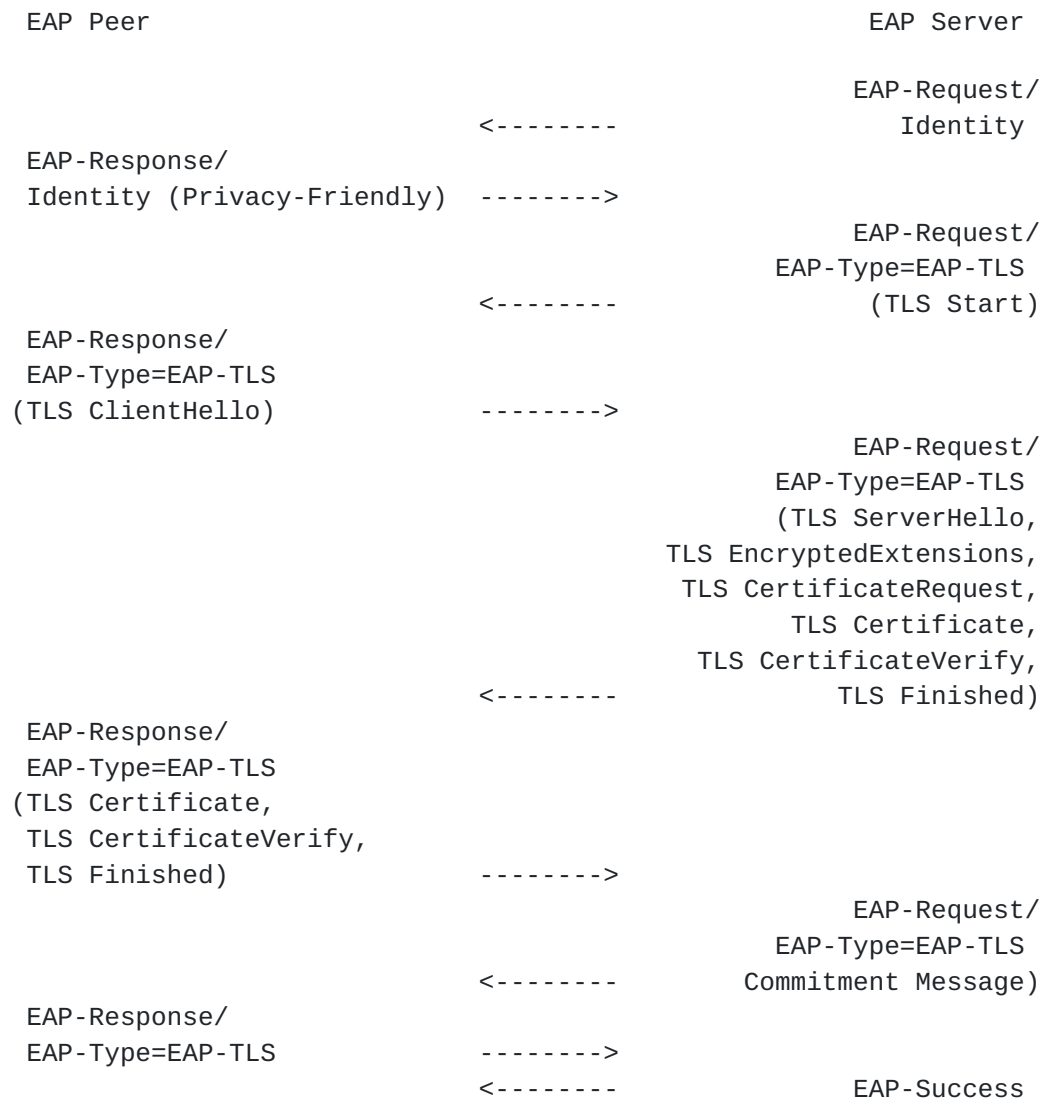 EAP Peer                                               EAP Server

                                                      EAP-Request/
                              <--------                  Identity
 EAP-Response/
 Identity (Privacy-Friendly)  -------->
                                                      EAP-Request/
                                                 EAP-Type=EAP-TLS
                              <--------                (TLS Start)
 EAP-Response/
 EAP-Type=EAP-TLS
(TLS ClientHello)             -------->
                                                      EAP-Request/
                                                 EAP-Type=EAP-TLS
                                                 (TLS ServerHello,
                                          TLS EncryptedExtensions,
                                           TLS CertificateRequest,
                                                  TLS Certificate,
                                            TLS CertificateVerify,
                              <--------              TLS Finished)
 EAP-Response/
 EAP-Type=EAP-TLS
(TLS Certificate,
 TLS CertificateVerify,
 TLS Finished)                -------->
                                                      EAP-Request/
                                                 EAP-Type=EAP-TLS
                              <--------        Commitment Message)
 EAP-Response/
 EAP-Type=EAP-TLS             -------->
                              <--------               EAP-Success